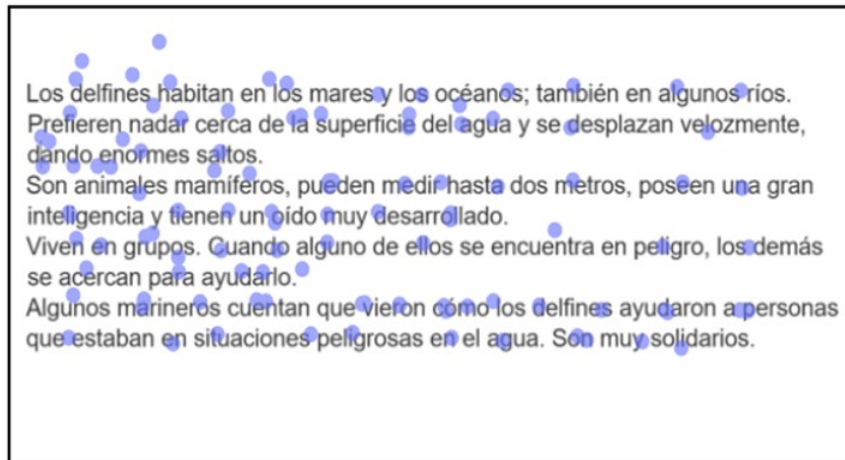 Los delfines habitan en los mares y los océanos; también en algunos ríos.
Prefieren nadar cerca de la superficie del agua y se desplazan velozmente,
dando enormes saltos.
Son animales mamíferos, pueden medir hasta dos metros, poseen una gran
inteligencia y tienen un oído muy desarrollado.
Viven en grupos. Cuando alguno de ellos se encuentra en peligro, los demás
se acercan para ayudarlo.
Algunos marineros cuentan que vieron cómo los delfines ayudaron a personas
que estaban en situaciones peligrosas en el agua. Son muy solidarios.